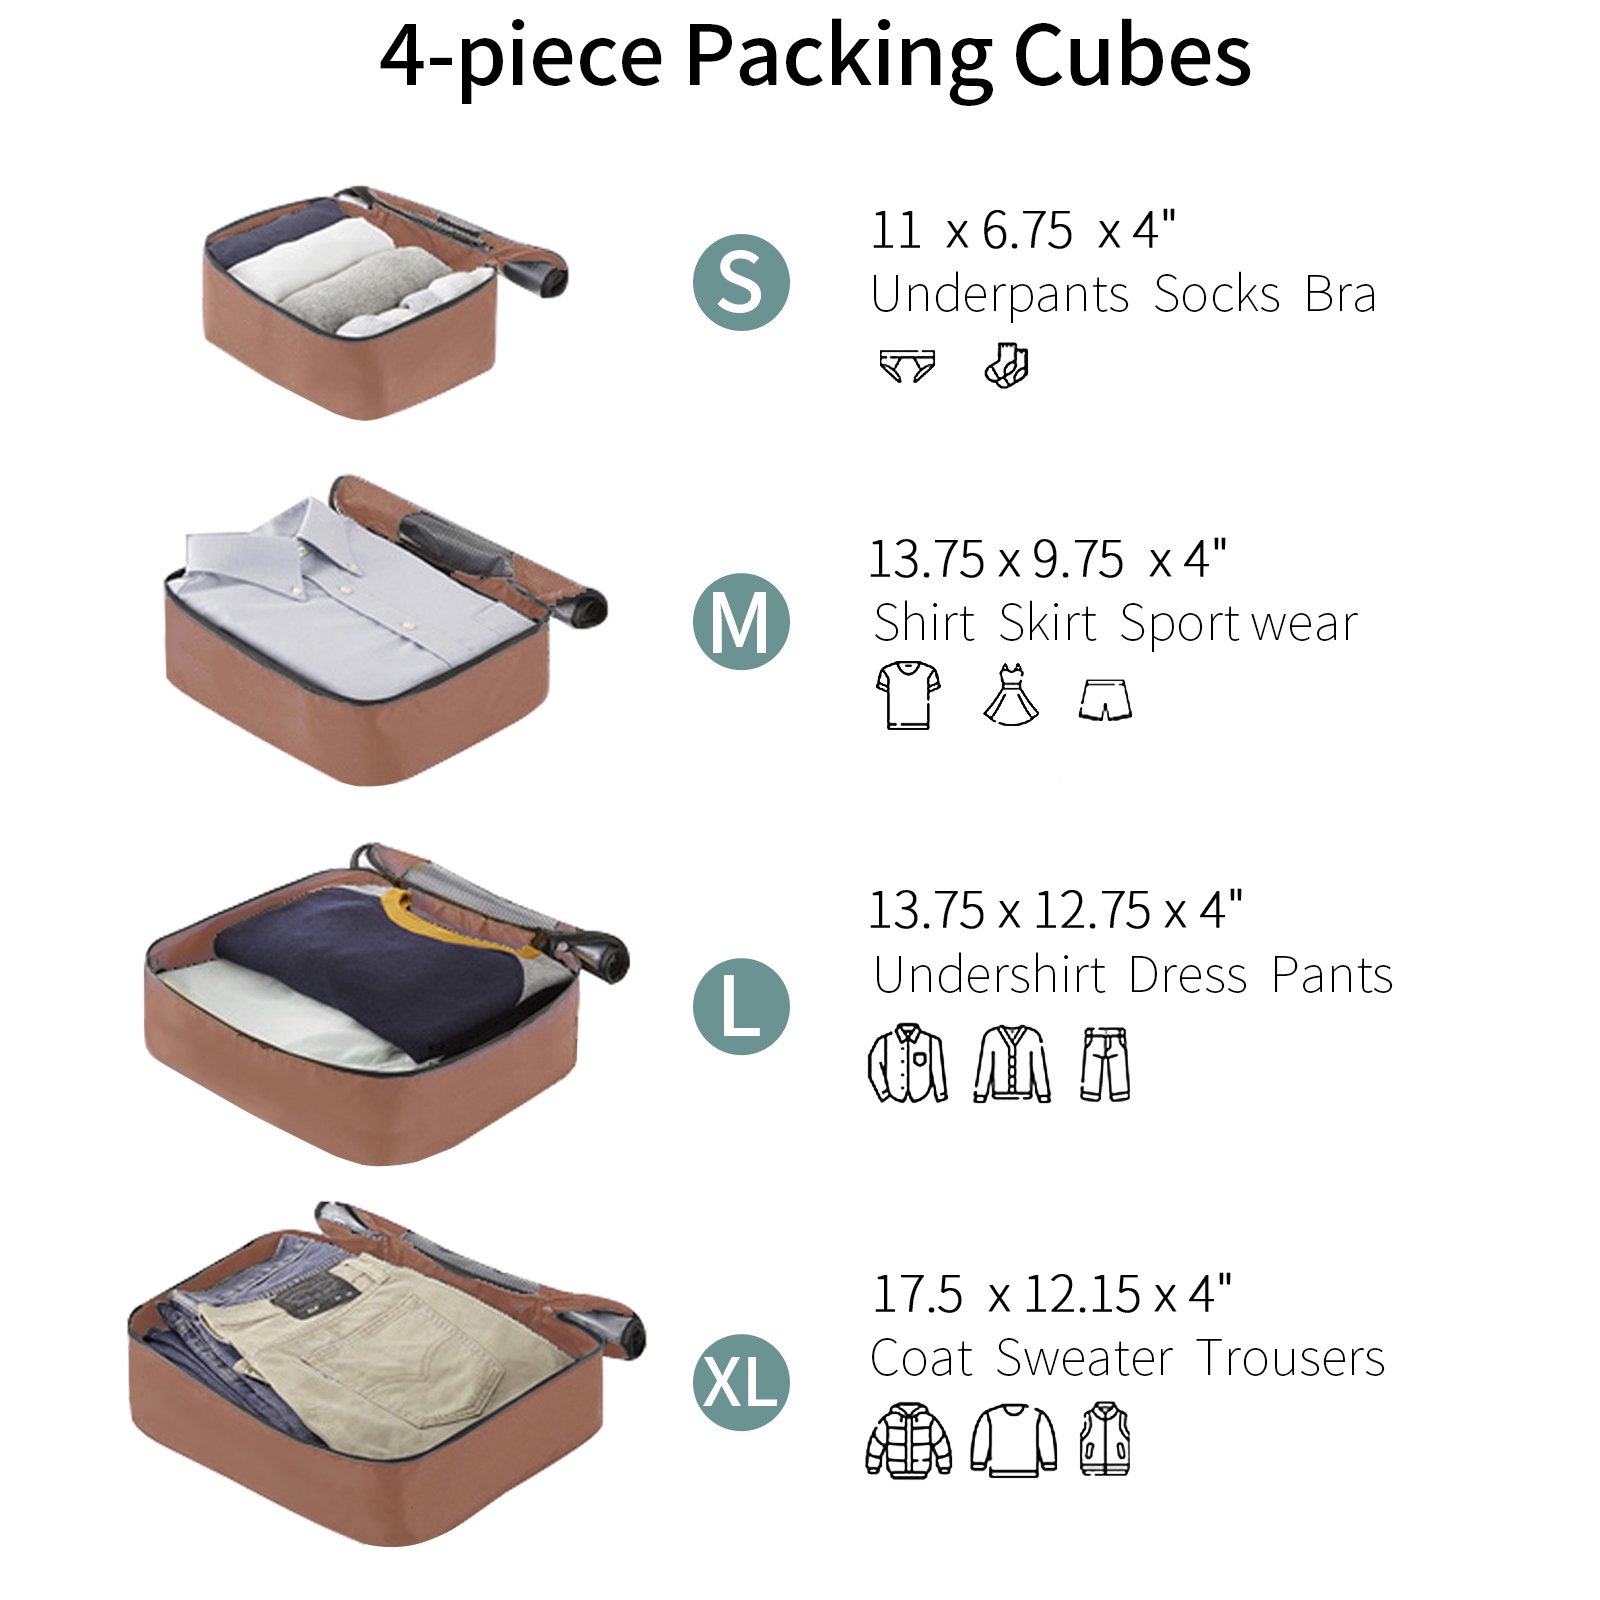 4-piece Packing Cubes
S
11 x 6.75 x 4"
Underpants Socks Bra
M
13.75 x 9.75 x 4"
Shirt Skirt Sport wear
L
13.75 x 12.75 x 4"
Undershirt Dress Pants
XL
17.5 x 12.15 x 4"
Coat Sweater Trousers